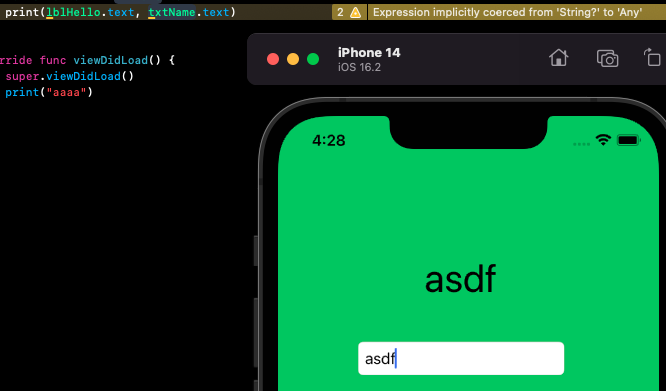 print(lblHello.text, txtName.text)
2
Expression implicitly coerced from 'String?' to 'Any'
rride func viewDidLoad() {
super.viewDidLoad()
print("aaaa")
iPhone 14
iOS 16.2
4:28
asdf
asdf